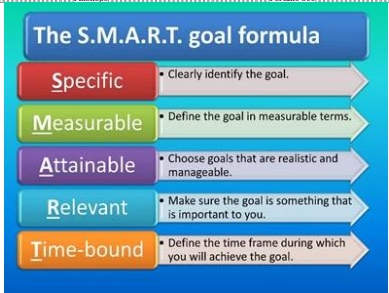 The S.M.A.R.T. goal formula
Specific
• Clearly identify the goal.
Measurable
• Define the goal in measurable terms.
Attainable
• Choose goals that are realistic and
manageable.
Relevant
• Make sure the goal is something that
is important to you.
Time-bound
• Define the time frame during which
you will achieve the goal.